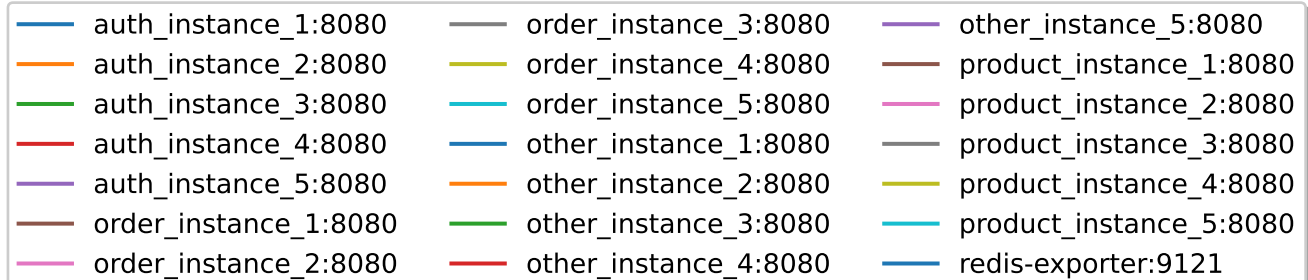 auth_instance_1:8080
auth_instance_2:8080
auth_instance_3:8080
auth_instance_4:8080
auth_instance_5:8080
order_instance_1:8080
order_instance_2:8080
order_instance_3:8080
order_instance_4:8080
order_instance_5:8080
other_instance_1:8080
other_instance_2:8080
other_instance_3:8080
other_instance_4:8080
other_instance_5:8080
product_instance_1:8080
product_instance_2:8080
product_instance_3:8080
product_instance_4:8080
product_instance_5:8080
redis-exporter:9121